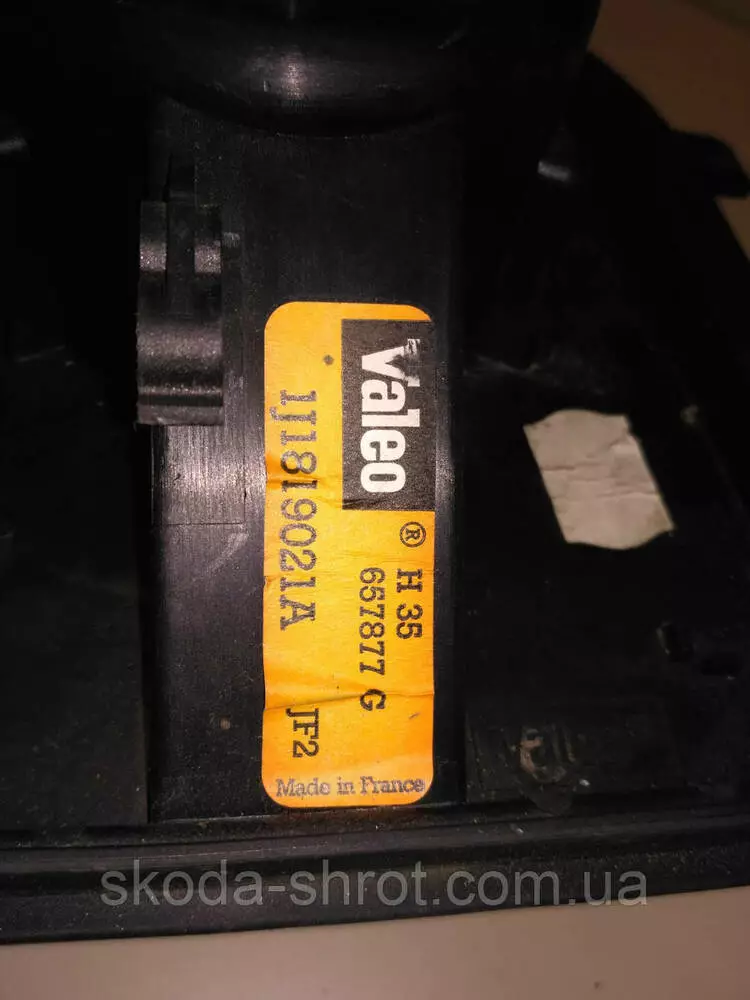 Valeo ® H 35
657877 G
1J1819021A JF2
Made in France
skoda-shrot.com.ua